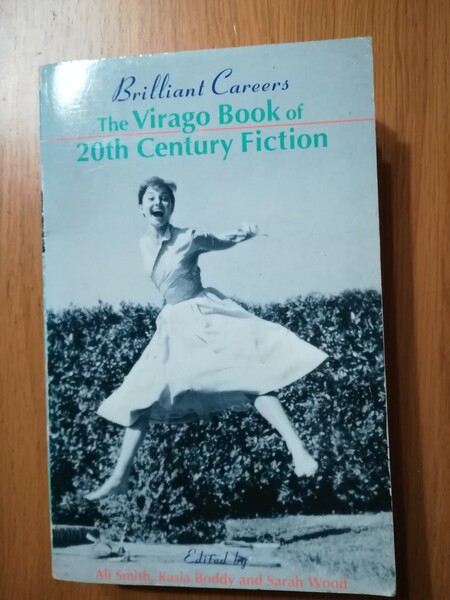 Brilliant Careers
The Virago Book of
20th Century Fiction
Edited by
Ali Smith, Kasia Boddy and Sarah Wood